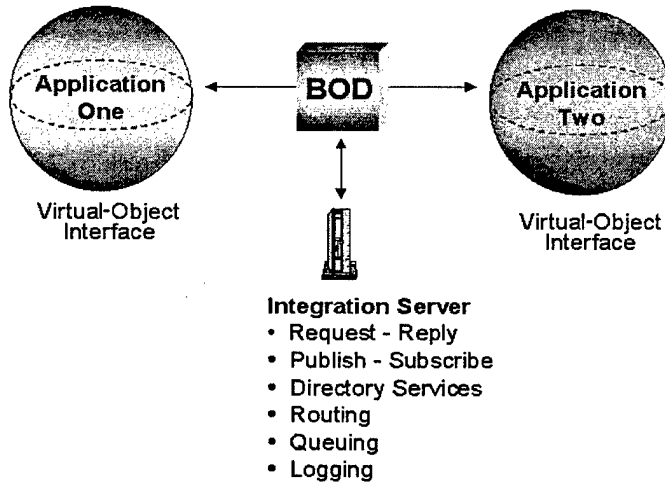 Application
One
BOD
Application
Two
Virtual-Object
Interface
Virtual-Object
Interface
Integration Server
• Request - Reply
• Publish - Subscribe
• Directory Services
• Routing
• Queuing
• Logging